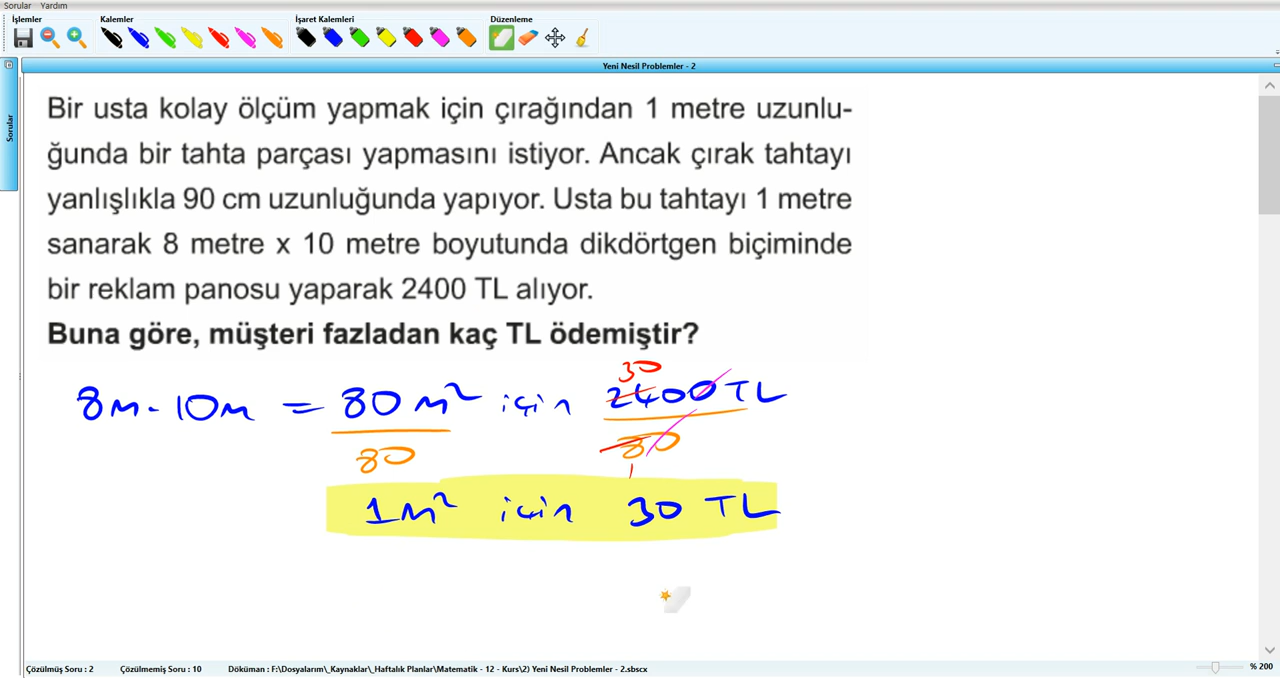 Sorular Yardım
İşlemler Kalemler İşaret Kalemleri Düzenleme
Yeni Nesil Problemler - 2
Sorular
Bir usta kolay ölçüm yapmak için çırağından 1 metre uzunlu-
ğunda bir tahta parçası yapmasını istiyor. Ancak çırak tahtayı
yanlışlıkla 90 cm uzunluğunda yapıyor. Usta bu tahtayı 1 metre
sanarak 8 metre x 10 metre boyutunda dikdörtgen biçiminde
bir reklam panosu yaparak 2400 TL alıyor.
Buna göre, müşteri fazladan kaç TL ödemiştir?
30
8m · 10m = 80 m² için 2400 TL
80 80
1
1m² için 30 TL
Çözülmüş Soru : 2 Çözülmemiş Soru : 10 Döküman : F:\Dosyalarım\_Kaynaklar\_Haftalık Planlar\Matematik - 12 - Kurs\2) Yeni Nesil Problemler - 2.sbscx % 200